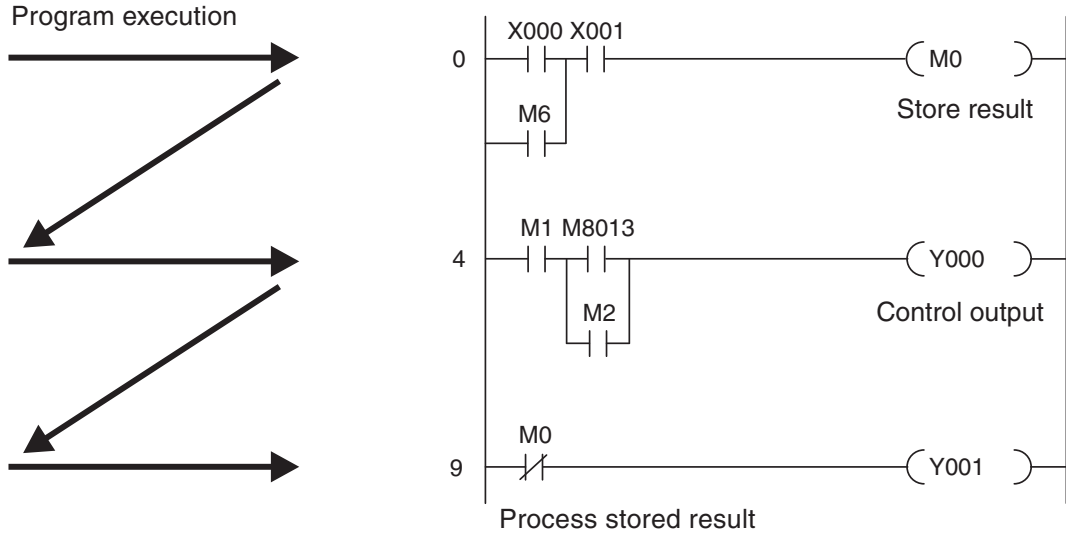 Program execution
X000 X001
0
M0
Store result
M6
M1 M8013
4
Y000
M2
Control output
M0
9
Y001
Process stored result